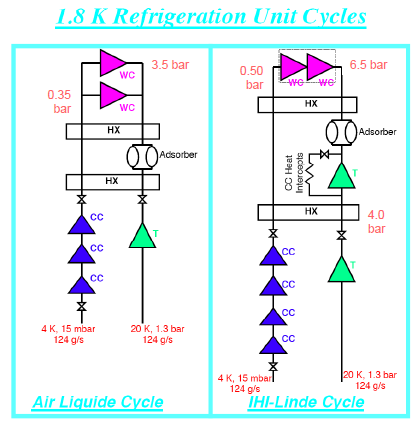 1.8 K Refrigeration Unit Cycles
3.5 bar
WC
0.35
bar
WC
HX
Adsorber
HX
T
CC
CC
CC
4 K, 15 mbar
124 g/s
20 K, 1.3 bar
124 g/s
Air Liquide Cycle
0.50
bar
6.5 bar
WC
WC
HX
Adsorber
CC Heat
Intercepts
T
HX
4.0
bar
CC
T
CC
CC
CC
4 K, 15 mbar
124 g/s
20 K, 1.3 bar
124 g/s
IHI-Linde Cycle